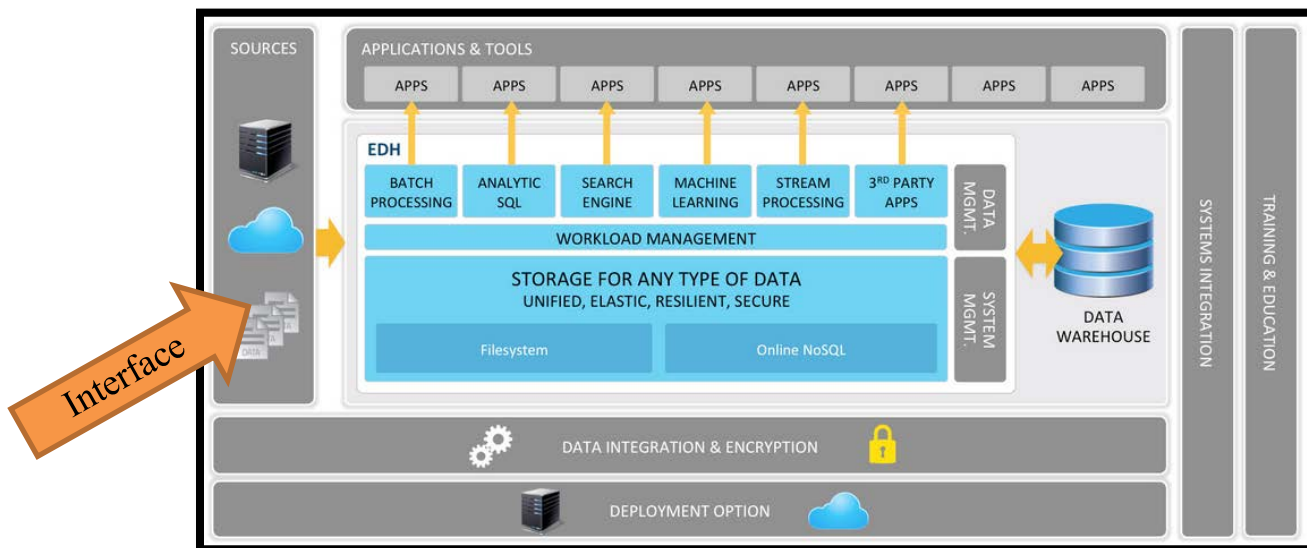 SOURCES
DATA
Interface
APPLICATIONS & TOOLS
APPS APPS APPS APPS APPS APPS APPS APPS
EDH
BATCH PROCESSING
ANALYTIC SQL
SEARCH ENGINE
MACHINE LEARNING
STREAM PROCESSING
3RD PARTY APPS
WORKLOAD MANAGEMENT
STORAGE FOR ANY TYPE OF DATA
UNIFIED, ELASTIC, RESILIENT, SECURE
Filesystem
Online NoSQL
DATA MGMT.
SYSTEM MGMT.
DATA
WAREHOUSE
SYSTEMS INTEGRATION
TRAINING & EDUCATION
DATA INTEGRATION & ENCRYPTION
DEPLOYMENT OPTION